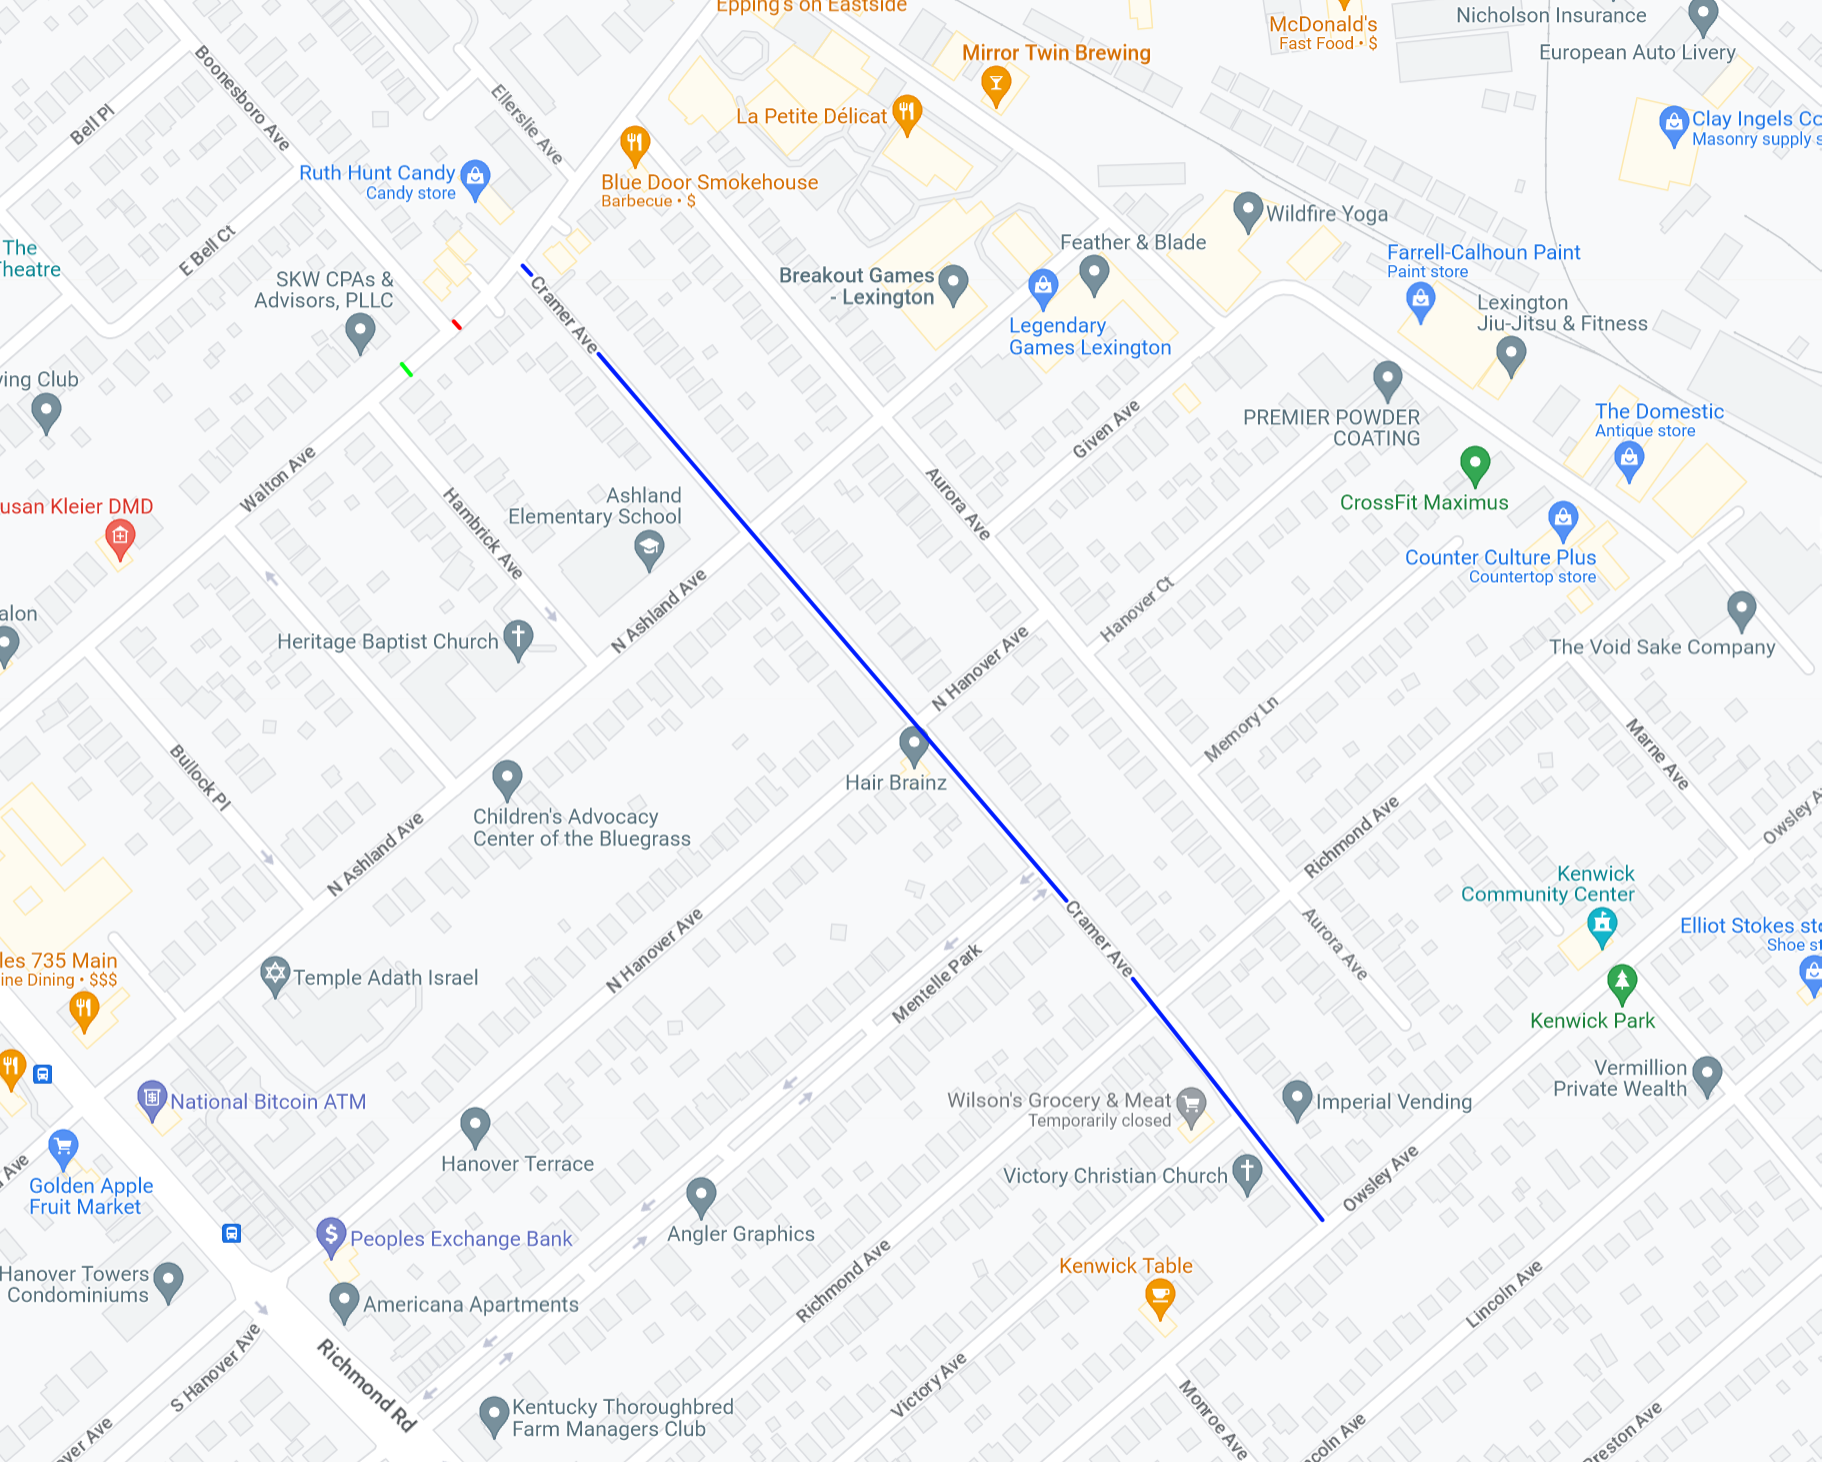 Epping's on Eastside
McDonald's
Fast Food • $
Nicholson Insurance
European Auto Livery
Mirror Twin Brewing
Boonesboro Ave
Ellerslie Ave
Bell Pl
La Petite Délicat
Clay Ingels Co
Masonry supply s
Ruth Hunt Candy
Candy store
Blue Door Smokehouse
Barbecue • $
Wildfire Yoga
E Bell Ct
The
Theatre
Feather & Blade
Farrell-Calhoun Paint
Paint store
SKW CPAs &
Advisors, PLLC
Cramer Ave
Breakout Games
- Lexington
Lexington
Jiu-Jitsu & Fitness
Legendary
Games Lexington
ving Club
PREMIER POWDER
COATING
The Domestic
Antique store
Given Ave
Walton Ave
Hambrick Ave
Ashland
Elementary School
Aurora Ave
CrossFit Maximus
usan Kleier DMD
Counter Culture Plus
Countertop store
alon
N Ashland Ave
Hanover Ct
Heritage Baptist Church
The Void Sake Company
N Hanover Ave
Memory Ln
Marne Ave
Bullock Pl
Hair Brainz
Children's Advocacy
Center of the Bluegrass
N Ashland Ave
Richmond Ave
Owsley A
Kenwick
Community Center
Elliot Stokes sto
Shoe st
Cramer Ave
Aurora Ave
N Hanover Ave
les 735 Main
ine Dining • $$$
Temple Adath Israel
Mentelle Park
Kenwick Park
Vermillion
Private Wealth
National Bitcoin ATM
Wilson's Grocery & Meat
Temporarily closed
Imperial Vending
Hanover Terrace
Victory Christian Church
Owsley Ave
Ave
Golden Apple
Fruit Market
Peoples Exchange Bank
Angler Graphics
Kenwick Table
Hanover Towers
Condominiums
Americana Apartments
Richmond Ave
Lincoln Ave
S Hanover Ave
Richmond Rd
Victory Ave
Monroe Ave
Kentucky Thoroughbred
Farm Managers Club
over Ave
coln Ave
Preston Ave